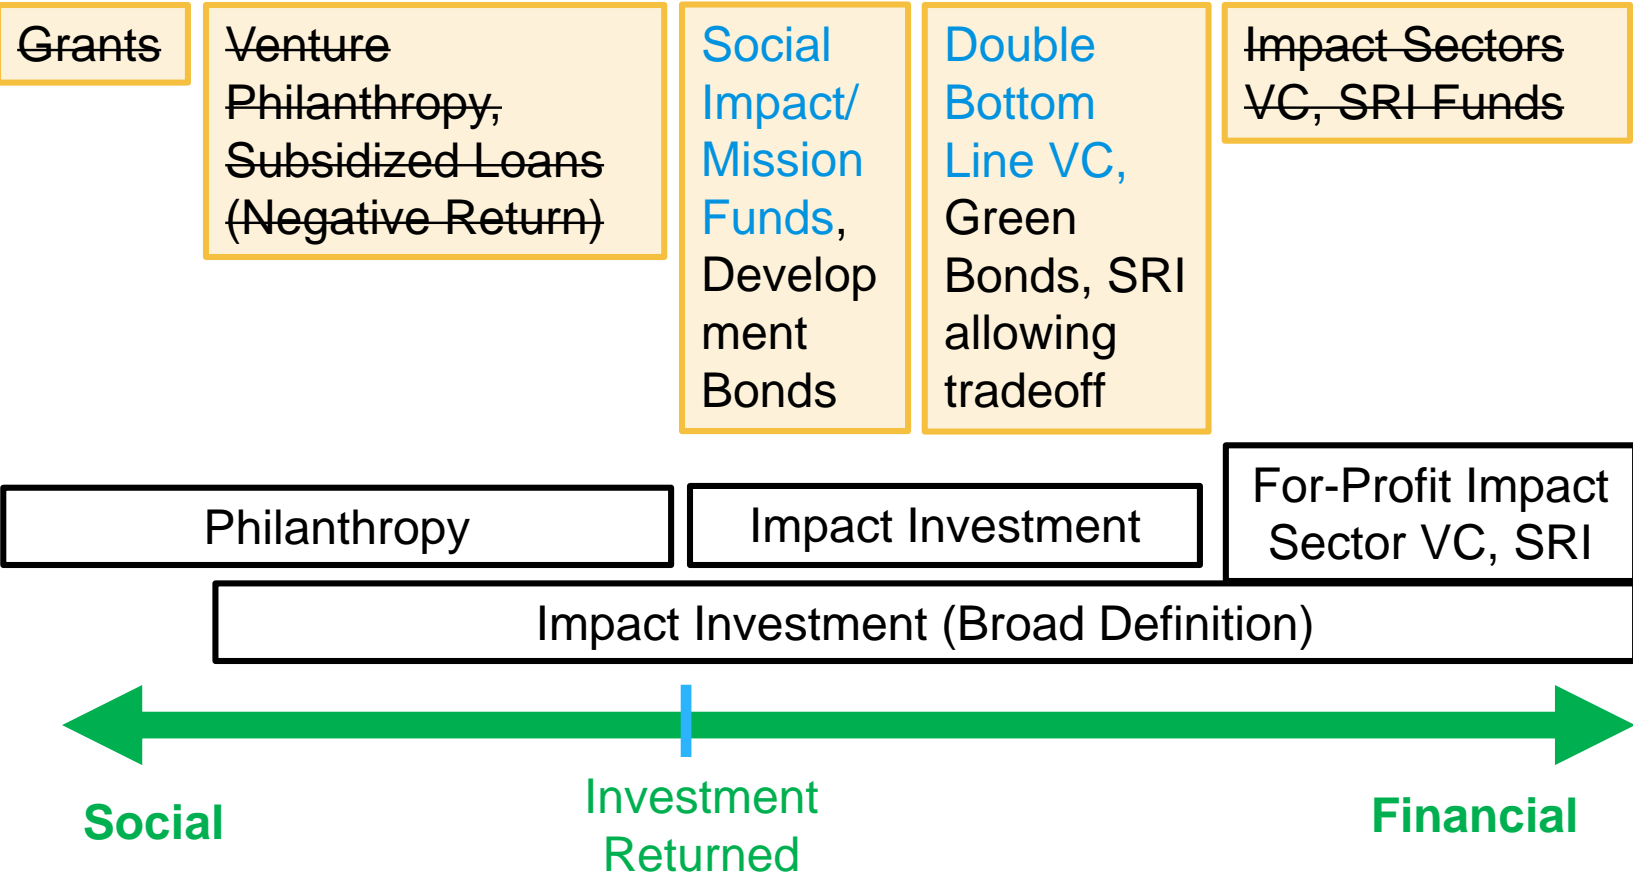 Grants
Venture
Philanthropy,
Subsidized Loans
(Negative Return)
Social
Impact/
Mission
Funds,
Develop
ment
Bonds
Double
Bottom
Line VC,
Green
Bonds, SRI
allowing
tradeoff
Impact Sectors
VC, SRI Funds
Philanthropy
Impact Investment
For-Profit Impact
Sector VC, SRI
Impact Investment (Broad Definition)
Social
Investment
Returned
Financial